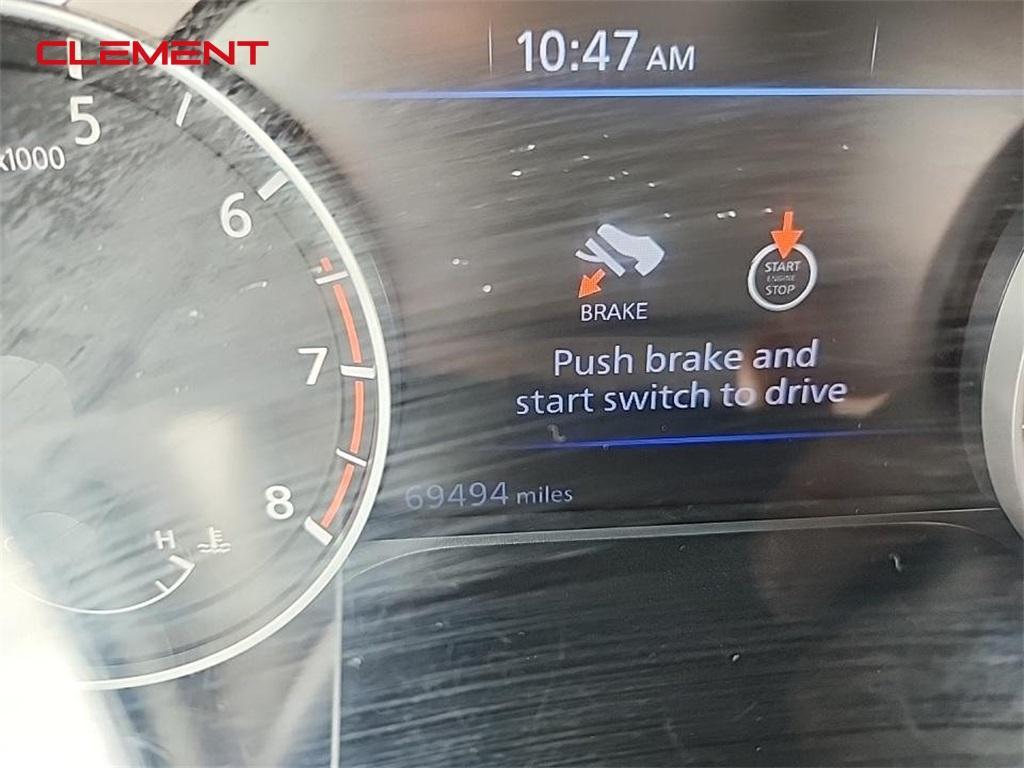 CLEMENT
10:47 AM
5
x1000
6
START
ENGINE
STOP
BRAKE
7
Push brake and
start switch to drive
8
69494 miles
H